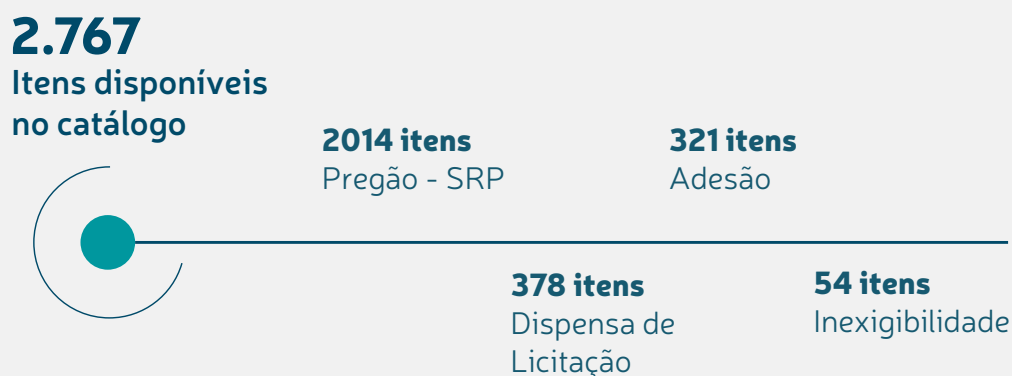 2.767
Itens disponíveis
no catálogo
2014 itens
Pregão - SRP
321 itens
Adesão
378 itens
Dispensa de
Licitação
54 itens
Inexigibilidade